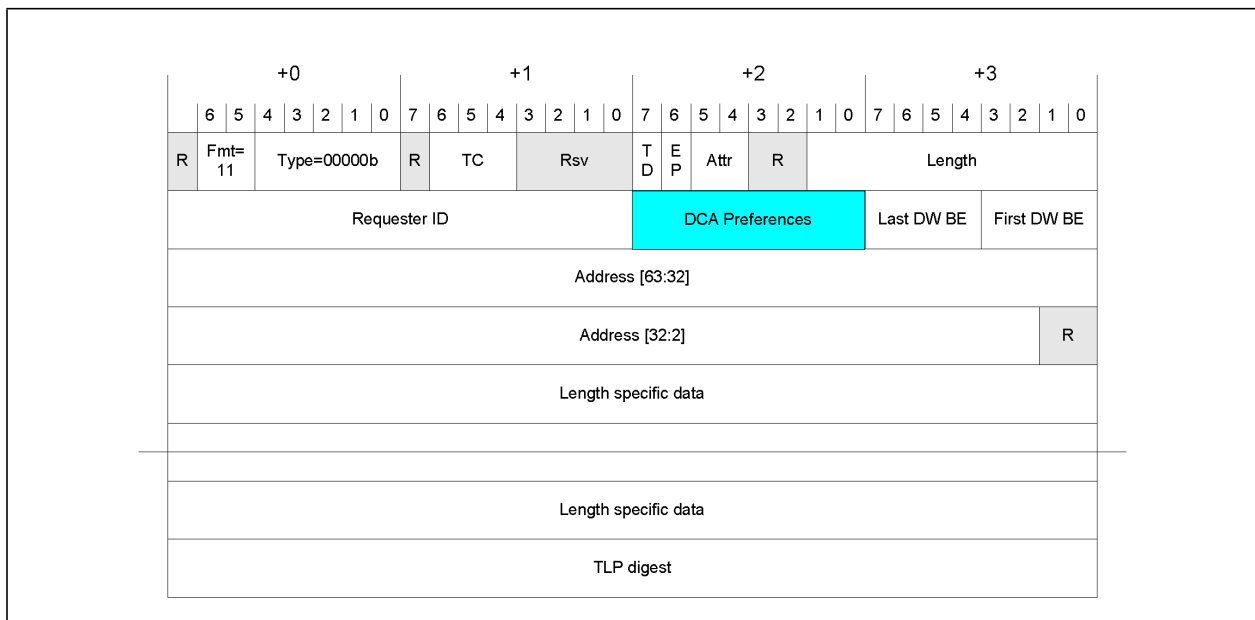 +0 +1 +2 +3
6 5 4 3 2 1 0 7 6 5 4 3 2 1 0 7 6 5 4 3 2 1 0 7 6 5 4 3 2 1 0
R Fmt= 11 Type=00000b R TC Rsv TD EP Attr R Length
Requester ID DCA Preferences Last DW BE First DW BE
Address [63:32]
Address [32:2] R
Length specific data
Length specific data
TLP digest